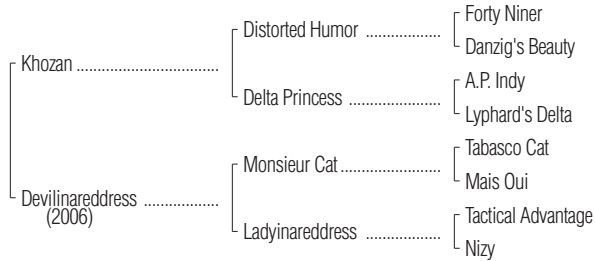 Forty Niner
Distorted Humor ..................
Danzig's Beauty
Khozan ..................................
A.P. Indy
Delta Princess ......................
Lyphard's Delta
Tabasco Cat
Monsieur Cat ........................
Mais Oui
Devilinareddress ..................
(2006)
Tactical Advantage
Ladyinareddress ..................
Nizy